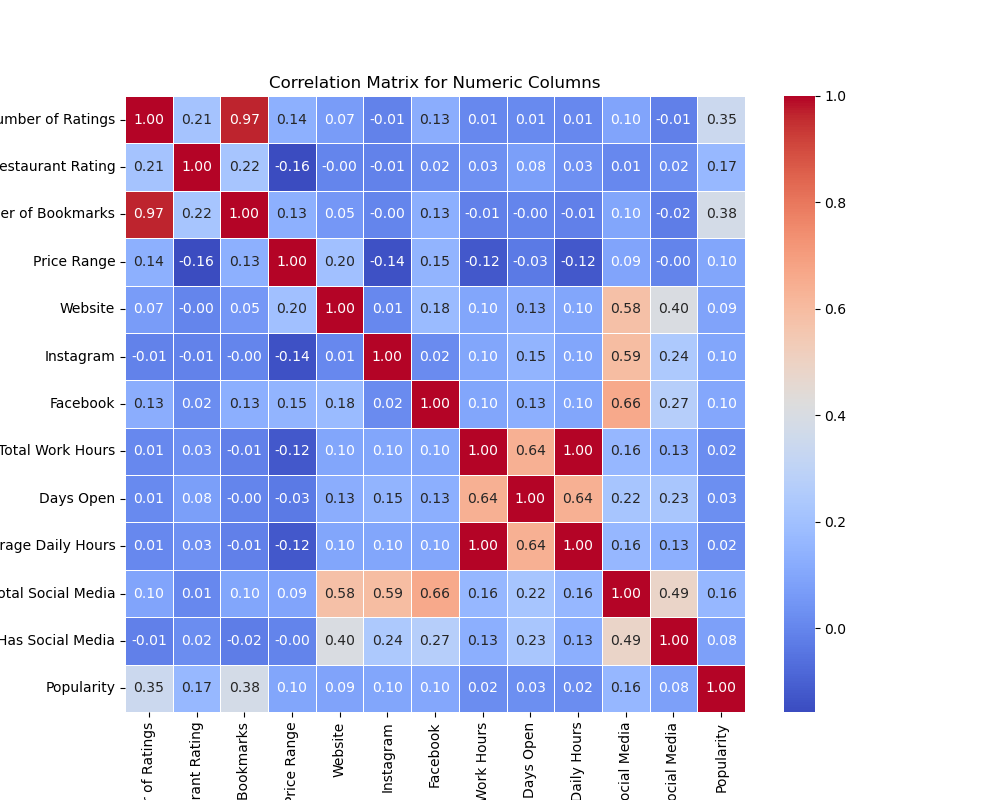 Correlation Matrix for Numeric Columns
umber of Ratings 1.00 0.21 0.97 0.14 0.07 -0.01 0.13 0.01 0.01 0.01 0.10 -0.01 0.35
estaurant Rating 0.21 1.00 0.22 -0.16 -0.00 -0.01 0.02 0.03 0.08 0.03 0.01 0.02 0.17
er of Bookmarks 0.97 0.22 1.00 0.13 0.05 -0.00 0.13 -0.01 -0.00 -0.01 0.10 -0.02 0.38
Price Range 0.14 -0.16 0.13 1.00 0.20 -0.14 0.15 -0.12 -0.03 -0.12 0.09 -0.00 0.10
Website 0.07 -0.00 0.05 0.20 1.00 0.01 0.18 0.10 0.13 0.10 0.58 0.40 0.09
Instagram -0.01 -0.01 -0.00 -0.14 0.01 1.00 0.02 0.10 0.15 0.10 0.59 0.24 0.10
Facebook 0.13 0.02 0.13 0.15 0.18 0.02 1.00 0.10 0.13 0.10 0.66 0.27 0.10
Total Work Hours 0.01 0.03 -0.01 -0.12 0.10 0.10 0.10 1.00 0.64 1.00 0.16 0.13 0.02
Days Open 0.01 0.08 -0.00 -0.03 0.13 0.15 0.13 0.64 1.00 0.64 0.22 0.23 0.03
rage Daily Hours 0.01 0.03 -0.01 -0.12 0.10 0.10 0.10 1.00 0.64 1.00 0.16 0.13 0.02
otal Social Media 0.10 0.01 0.10 0.09 0.58 0.59 0.66 0.16 0.22 0.16 1.00 0.49 0.16
Has Social Media -0.01 0.02 -0.02 -0.00 0.40 0.24 0.27 0.13 0.23 0.13 0.49 1.00 0.08
Popularity 0.35 0.17 0.38 0.10 0.09 0.10 0.10 0.02 0.03 0.02 0.16 0.08 1.00
r of Ratings
rant Rating
Bookmarks
Price Range
Website
Instagram
Facebook
Work Hours
Days Open
Daily Hours
ocial Media
ocial Media
Popularity
1.0
0.8
0.6
0.4
0.2
0.0